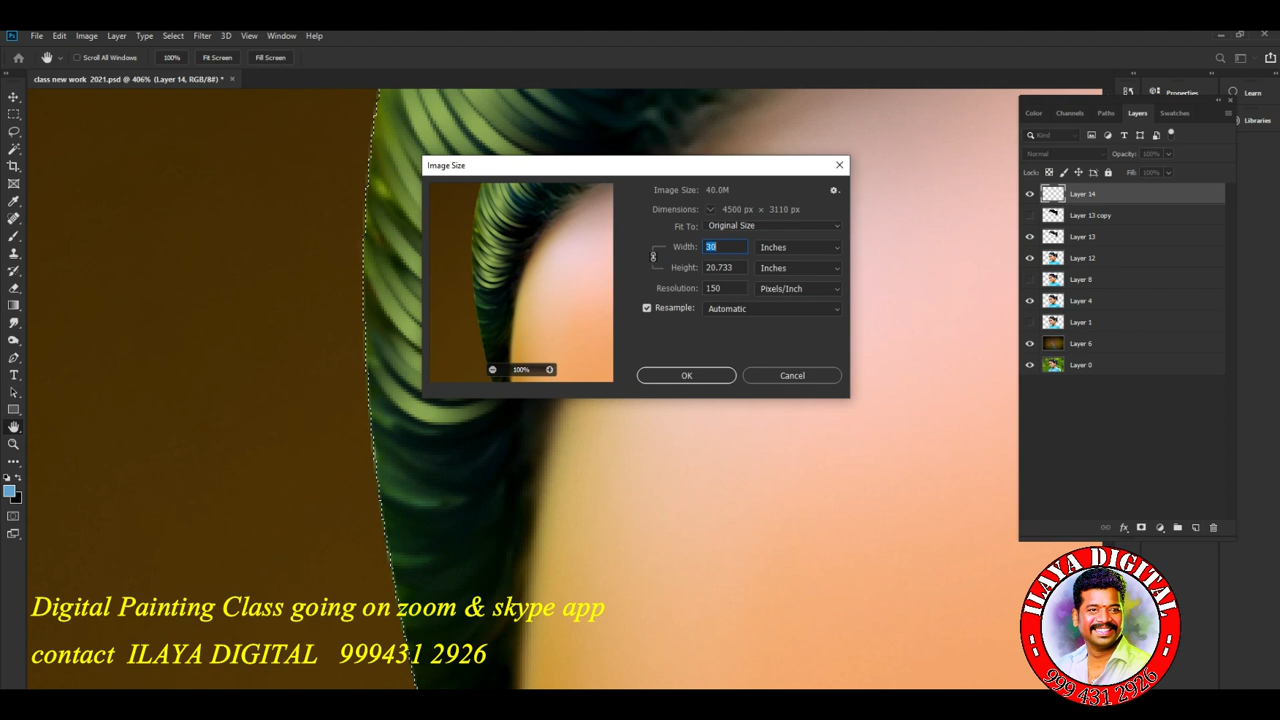 Ps File Edit Image Layer Type Select Filter 3D View Window Help
Scroll All Windows 100% Fit Screen Fill Screen
class new work 2021.psd @ 406% (Layer 14, RGB/8#) * ×
Properties
Learn
Libraries
Color Channels Paths Layers Swatches
Kind
Normal Opacity: 100%
Lock: Fill: 100%
Layer 14
Layer 13 copy
Layer 13
Layer 12
Layer 8
Layer 4
Layer 1
Layer 6
Layer 0
fx
Image Size
Image Size: 40.0M
Dimensions: 4500 px × 3110 px
Fit To: Original Size
Width: 30 Inches
Height: 20.733 Inches
Resolution: 150 Pixels/Inch
Resample: Automatic
100%
OK Cancel
Digital Painting Class going on zoom & skype app
contact ILAYA DIGITAL 999431 2926
ILAYA DIGITAL
999 431 2926